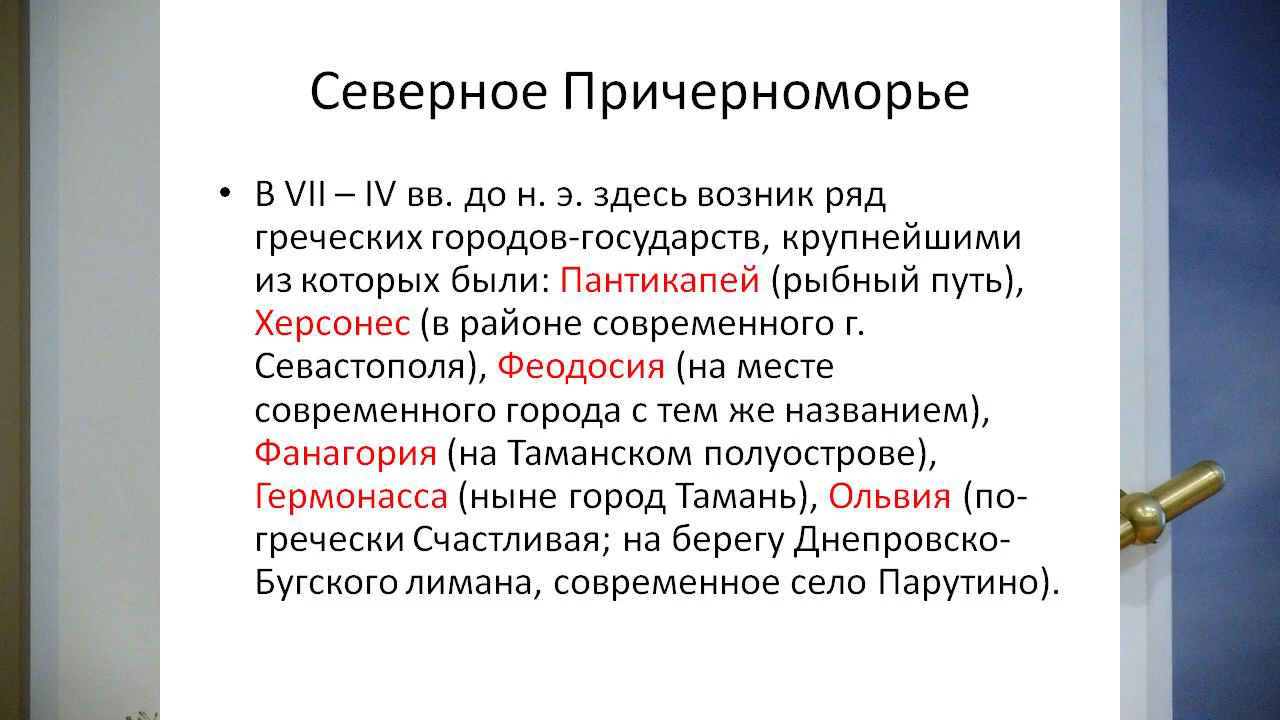 Северное Причерноморье
• В VII – IV вв. до н. э. здесь возник ряд
греческих городов-государств, крупнейшими
из которых были: Пантикапей (рыбный путь),
Херсонес (в районе современного г.
Севастополя), Феодосия (на месте
современного города с тем же названием),
Фанагория (на Таманском полуострове),
Гермонасса (ныне город Тамань), Ольвия (по-
гречески Счастливая; на берегу Днепровско-
Бугского лимана, современное село Парутино).